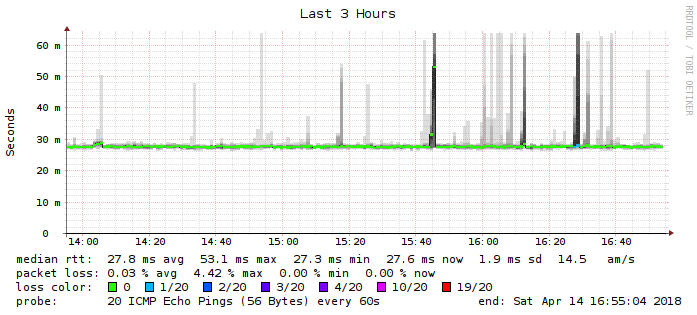 Last 3 Hours
RRDTOOL / TOBI OETIKER
Seconds
60 m
50 m
40 m
30 m
20 m
10 m
0
14:00 14:20 14:40 15:00 15:20 15:40 16:00 16:20 16:40
median rtt: 27.8 ms avg 53.1 ms max 27.3 ms min 27.6 ms now 1.9 ms sd 14.5 am/s
packet loss: 0.03 % avg 4.42 % max 0.00 % min 0.00 % now
loss color: 0 1/20 2/20 3/20 4/20 10/20 19/20
probe: 20 ICMP Echo Pings (56 Bytes) every 60s end: Sat Apr 14 16:55:04 2018